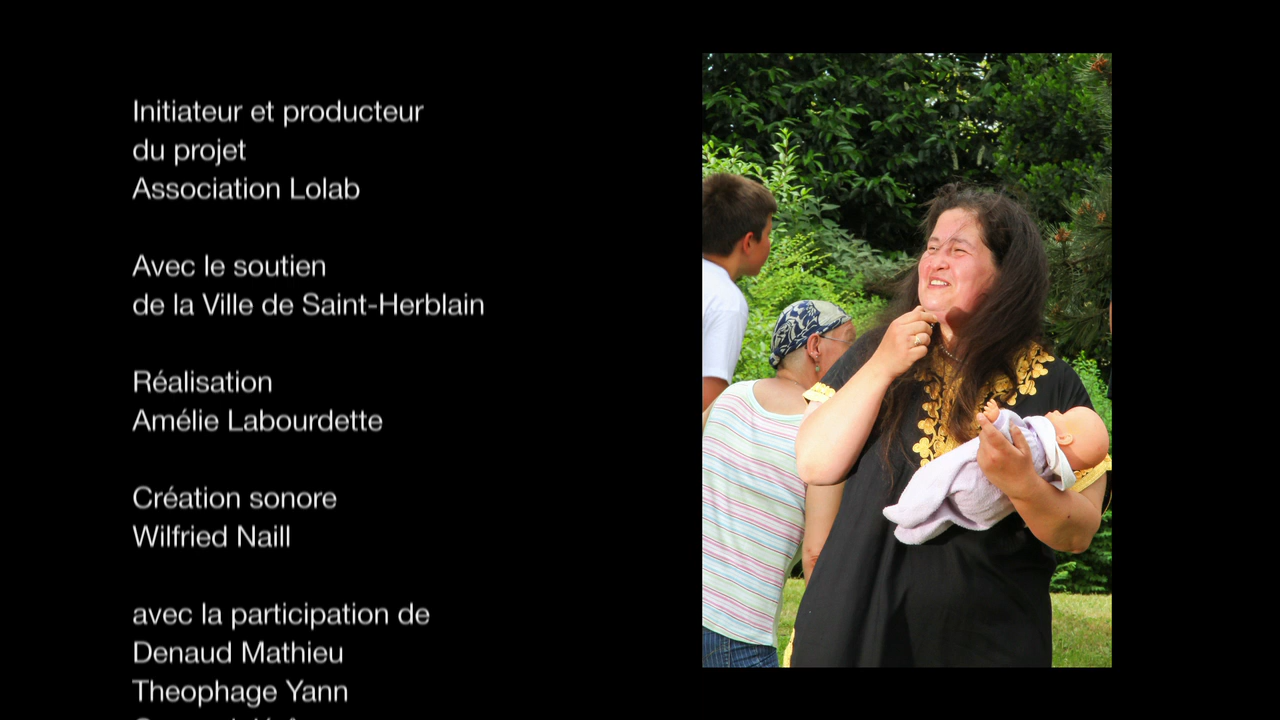 Initiateur et producteur
du projet
Association Lolab
Avec le soutien
de la Ville de Saint-Herblain
Réalisation
Amélie Labourdette
Création sonore
Wilfried Naill
avec la participation de
Denaud Mathieu
Theophage Yann